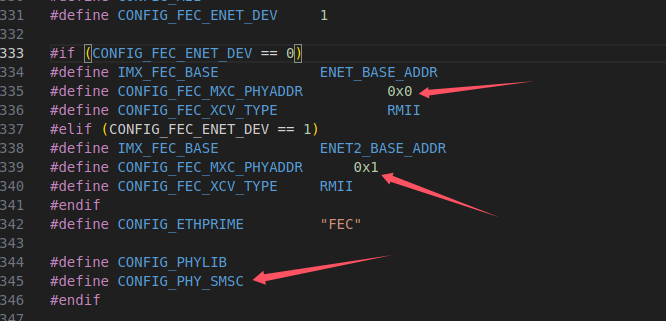 331 #define CONFIG_FEC_ENET_DEV 1
332
333 #if (CONFIG_FEC_ENET_DEV == 0)
334 #define IMX_FEC_BASE ENET_BASE_ADDR
335 #define CONFIG_FEC_MXC_PHYADDR 0x0
336 #define CONFIG_FEC_XCV_TYPE RMII
337 #elif (CONFIG_FEC_ENET_DEV == 1)
338 #define IMX_FEC_BASE ENET2_BASE_ADDR
339 #define CONFIG_FEC_MXC_PHYADDR 0x1
340 #define CONFIG_FEC_XCV_TYPE RMII
341 #endif
342 #define CONFIG_ETHPRIME "FEC"
343
344 #define CONFIG_PHYLIB
345 #define CONFIG_PHY_SMSC
346 #endif
347